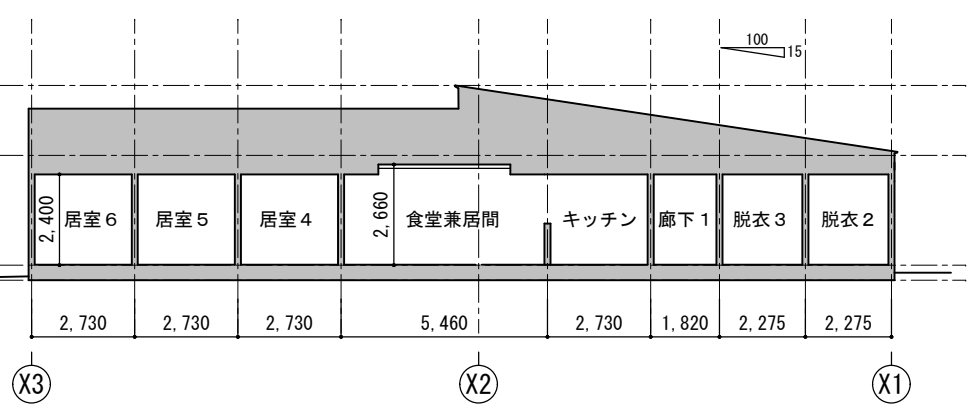 100
15
2,400
居室6
居室5
居室4
2,660
食堂兼居間
キッチン
廊下1
脱衣3
脱衣2
2,730
2,730
2,730
5,460
2,730
1,820
2,275
2,275
X3
X2
X1